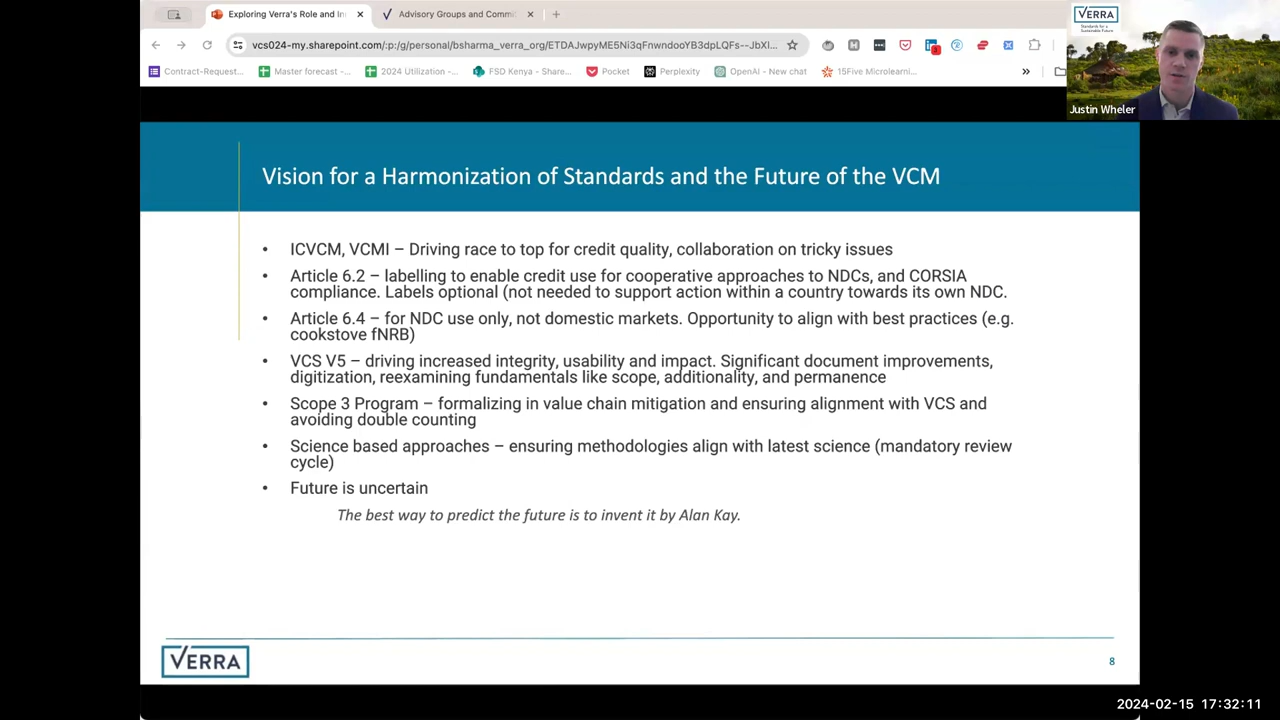 Exploring Verra's Role and In
Advisory Groups and Commi
vcs024-my.sharepoint.com/:p:g/personal/bsharma_verra_org/ETDAJwpyME5Ni3qFnwndooYB3dpLQFs--JbXl...
Contract-Request...
Master forecast -...
2024 Utilization -...
FSD Kenya - Share...
Pocket
Perplexity
OpenAI - New chat
15Five Microlearni...
VERRA
Standards for a
Sustainable Future
Justin Wheler
Vision for a Harmonization of Standards and the Future of the VCM
• ICVCM, VCMI – Driving race to top for credit quality, collaboration on tricky issues
• Article 6.2 – labelling to enable credit use for cooperative approaches to NDCs, and CORSIA
compliance. Labels optional (not needed to support action within a country towards its own NDC.
• Article 6.4 – for NDC use only, not domestic markets. Opportunity to align with best practices (e.g.
cookstove fNRB)
• VCS V5 – driving increased integrity, usability and impact. Significant document improvements,
digitization, reexamining fundamentals like scope, additionality, and permanence
• Scope 3 Program – formalizing in value chain mitigation and ensuring alignment with VCS and
avoiding double counting
• Science based approaches – ensuring methodologies align with latest science (mandatory review
cycle)
• Future is uncertain
The best way to predict the future is to invent it by Alan Kay.
VERRA
8
2024-02-15 17:32:11